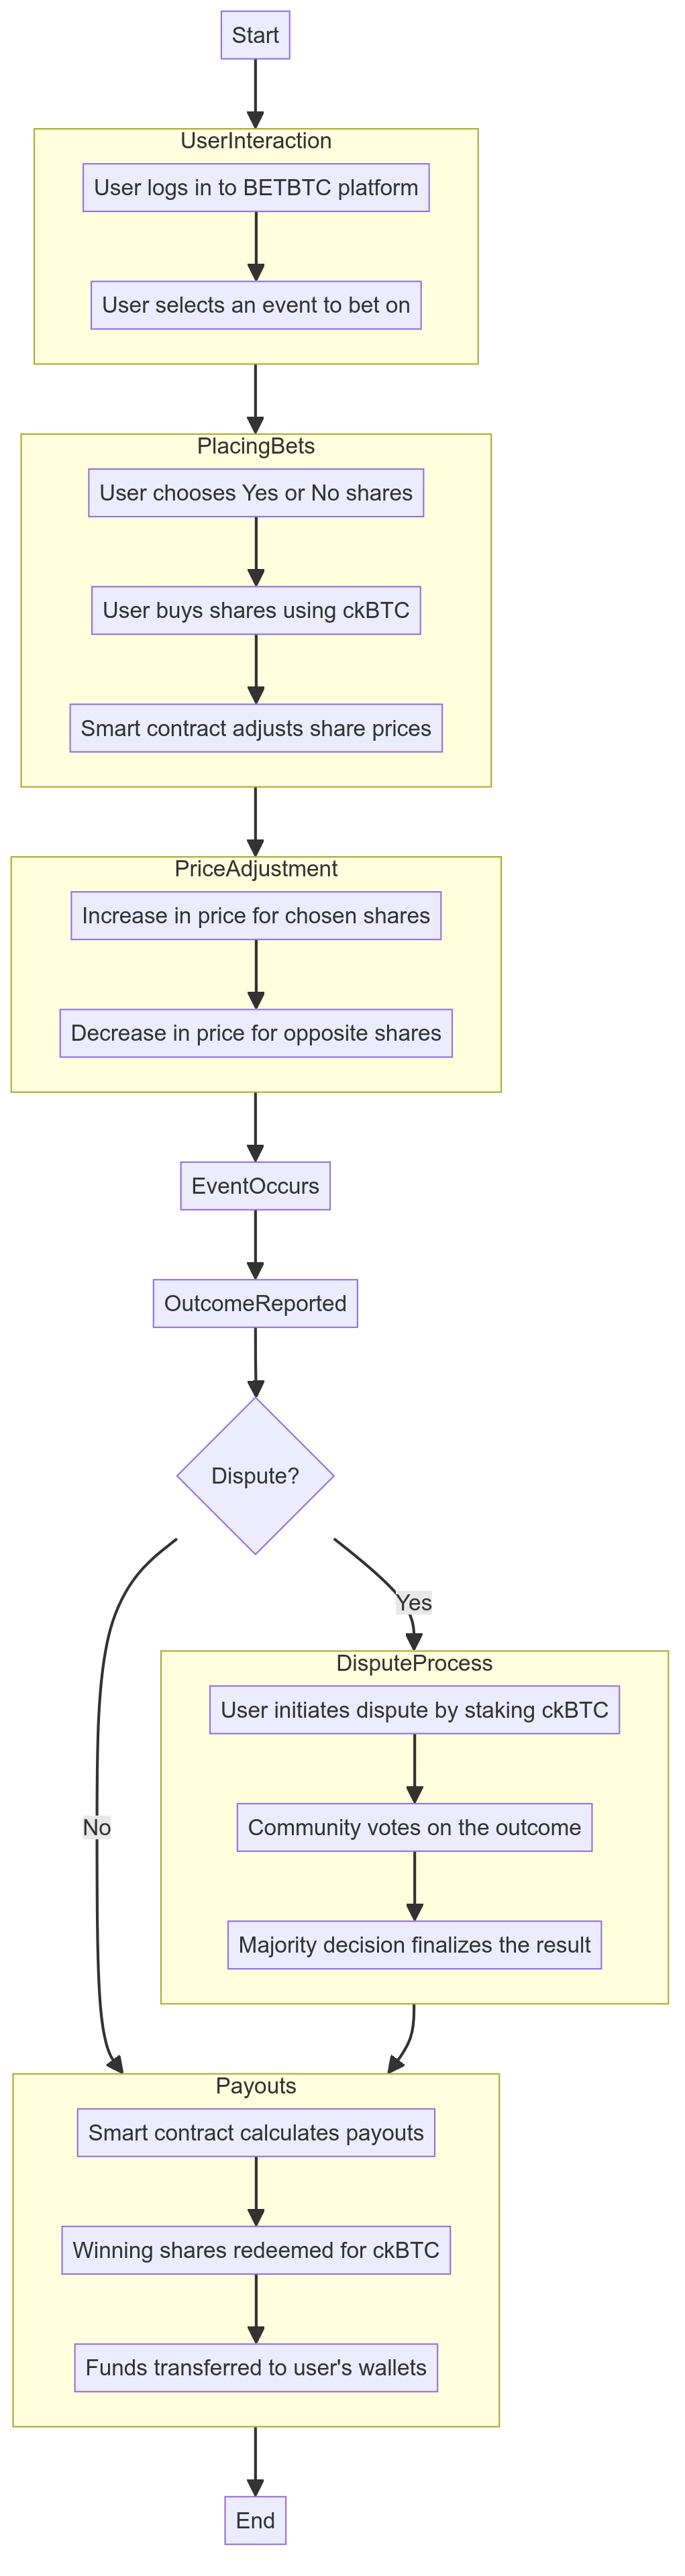 Start
UserInteraction
User logs in to BETBTC platform
User selects an event to bet on
PlacingBets
User chooses Yes or No shares
User buys shares using ckBTC
Smart contract adjusts share prices
PriceAdjustment
Increase in price for chosen shares
Decrease in price for opposite shares
EventOccurs
OutcomeReported
Dispute?
Yes
DisputeProcess
User initiates dispute by staking ckBTC
Community votes on the outcome
No
Majority decision finalizes the result
Payouts
Smart contract calculates payouts
Winning shares redeemed for ckBTC
Funds transferred to user's wallets
End